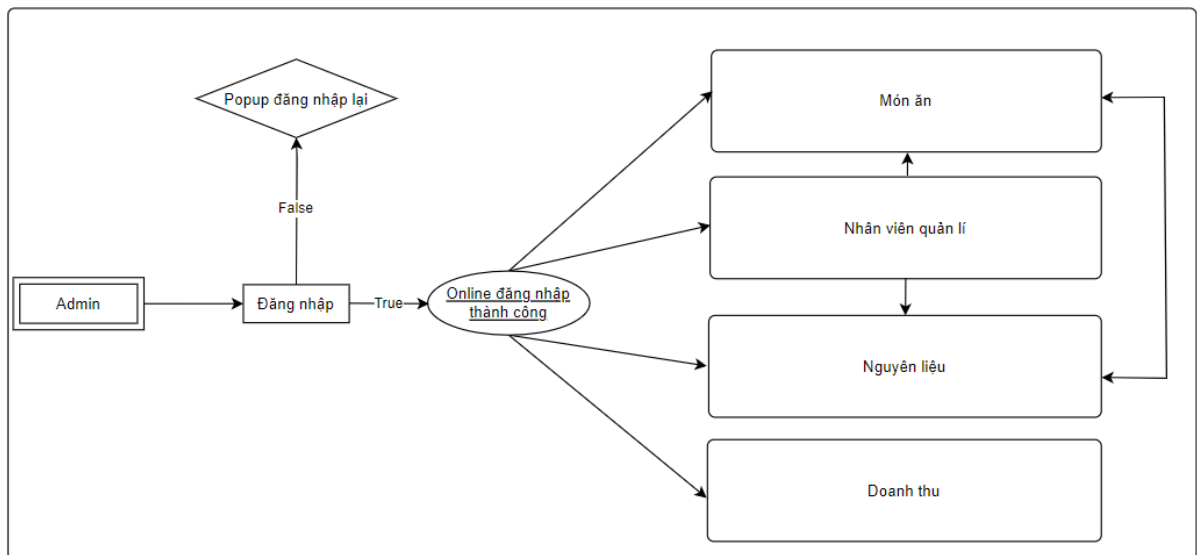 Popup đăng nhập lại
False
Admin
Đăng nhập
True
Online đăng nhập
thành công
Món ăn
Nhân viên quản lí
Nguyên liệu
Doanh thu